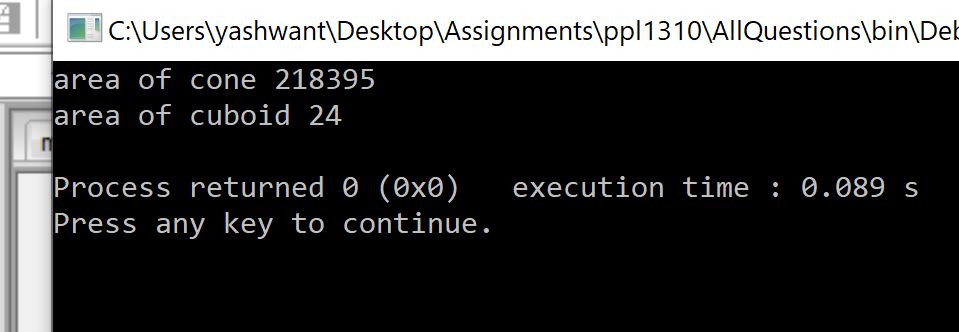 C:\Users\yashwant\Desktop\Assignments\ppl1310\AllQuestions\bin\Deb
area of cone 218395
area of cuboid 24
Process returned 0 (0x0)   execution time : 0.089 s
Press any key to continue.